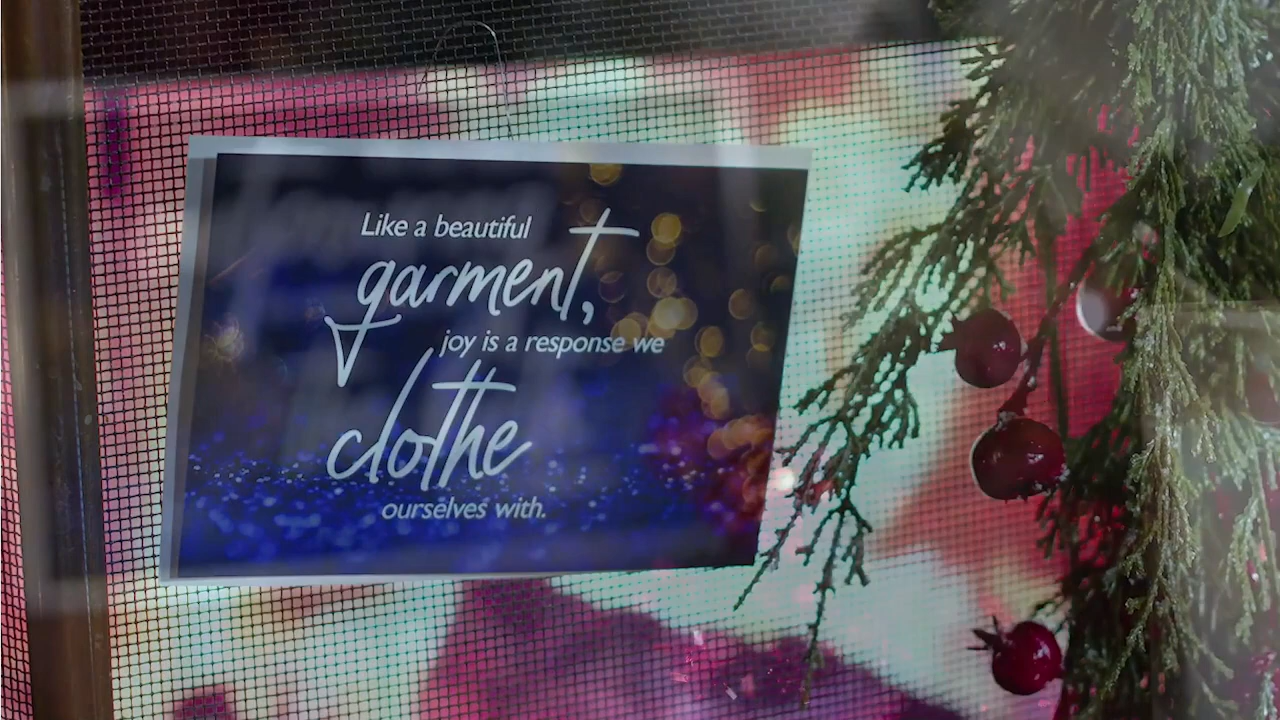 Like a beautiful
garment,
joy is a response we
clothe
ourselves with.